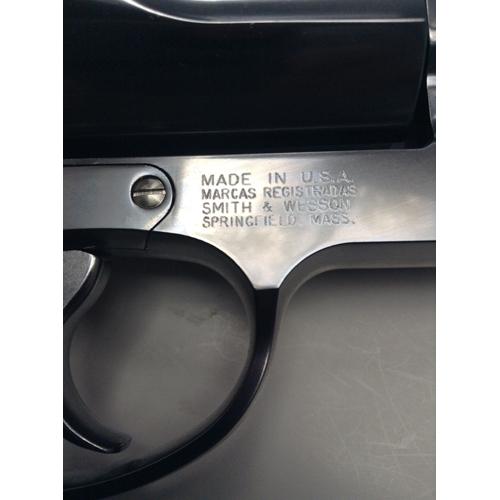 MADE IN U.S.A.
MARCAS REGISTRADAS
SMITH & WESSON
SPRINGFIELD, MASS.